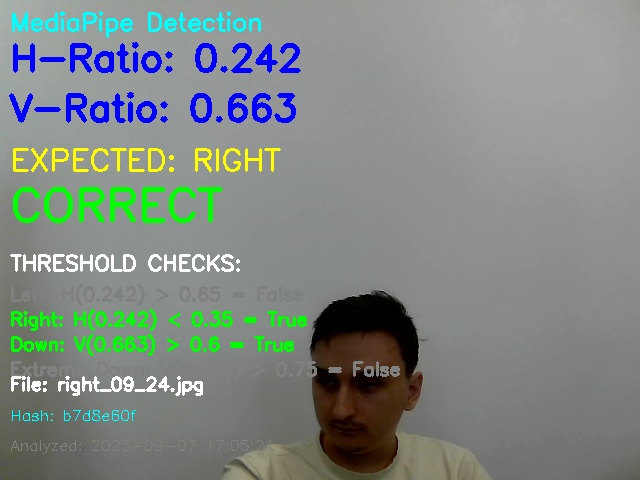 MediaPipe Detection
H-Ratio: 0.242
V-Ratio: 0.663
EXPECTED: RIGHT
CORRECT
THRESHOLD CHECKS:
H(0.242) > 0.65 = False
Right: H(0.242) < 0.35 = True
Down: V(0.663) > 0.6 = True
> 0.75 = False
File: right_09_24.jpg
Hash: b7d8e60f
Analyzed: 2025-09-07 17:05: